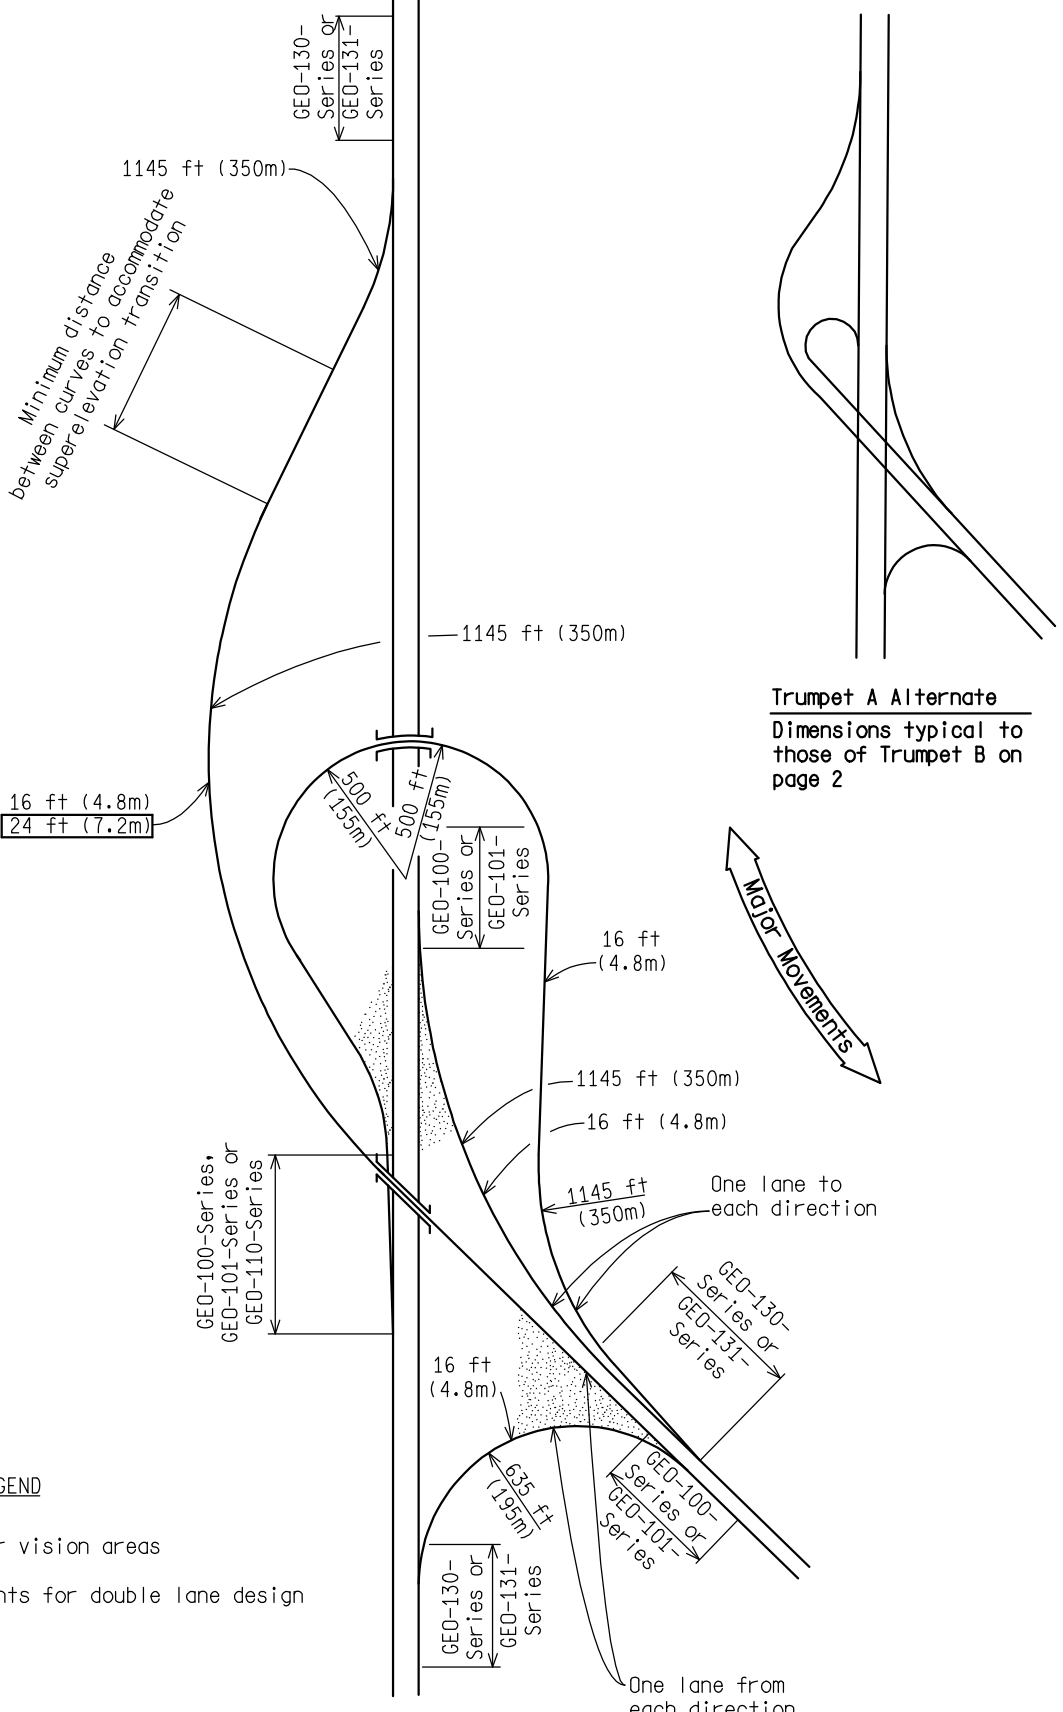 GEO-130-
Series or
GEO-131-
Series
1145 ft (350m)
Minimum distance
between curves to accommodate
superelevation transition
1145 ft (350m)
Trumpet A Alternate
Dimensions typical to
those of Trumpet B on
page 2
16 ft (4.8m)
24 ft (7.2m)
500 ft
(155m)
500 ft
(155m)
GEO-100-
Series or
GEO-101-
Series
Major Movements
16 ft
(4.8m)
1145 ft (350m)
16 ft (4.8m)
GEO-100-Series,
GEO-101-Series or
GEO-110-Series
1145 ft
(350m)
One lane to
each direction
GEO-130-
Series or
GEO-131-
Series
16 ft
(4.8m)
635 ft
(195m)
GEO-100-
Series or
GEO-101-
Series
GEND
r vision areas
nts for double lane design
GEO-130-
Series or
GEO-131-
Series
One lane from
each direction